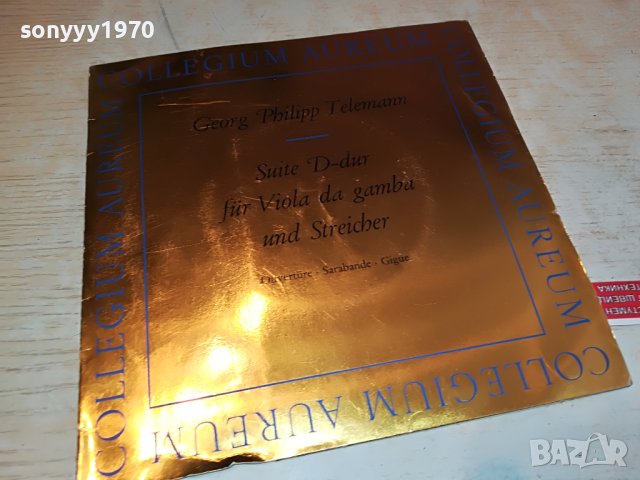 sonyyy1970
COLLEGIUM AUREUM
COLLEGIUM AUREUM
COLLEGIUM AUREUM
COLLEGIUM AUREUM
Georg Philipp Telemann
Suite D-dur
für Viola da gamba
und Streicher
Ouvertüre · Sarabande · Gigue
ТЕХНИКА
BAZAR